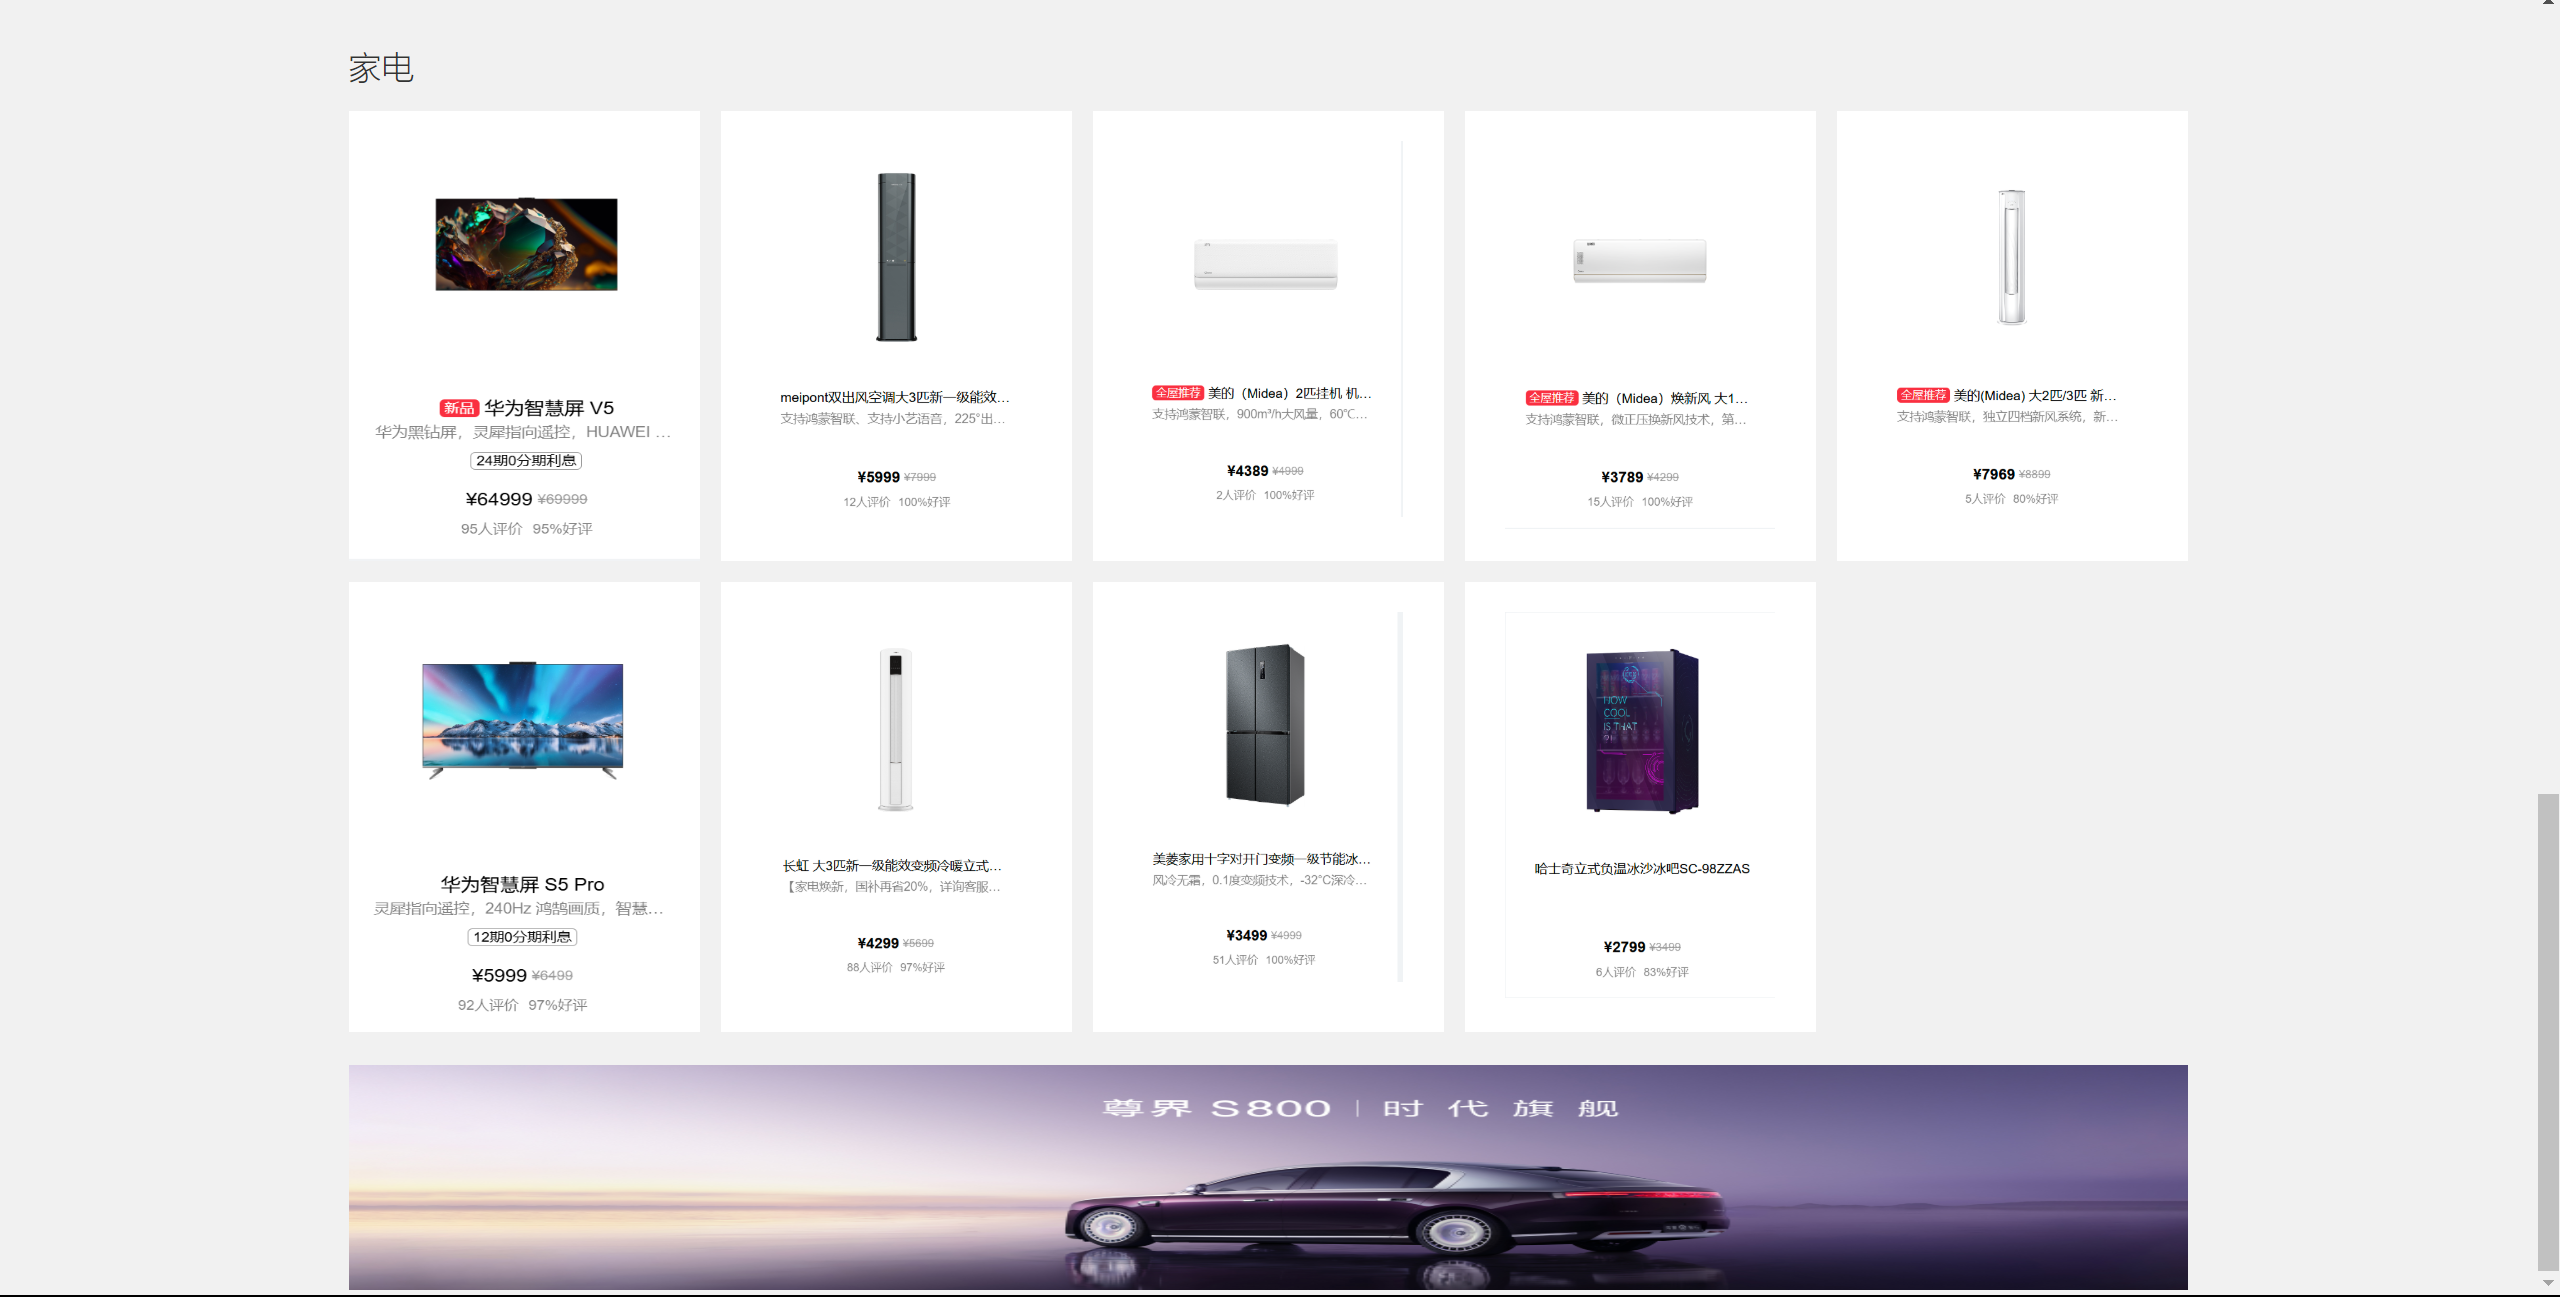 家电
新品 华为智慧屏 V5
华为黑钻屏，灵犀指向遥控，HUAWEI …
24期0分期利息
¥64999 ¥69999
95人评价 95%好评
meipont双出风空调大3匹新一级能效…
支持鸿蒙智联、支持小艺语音，225°出…
¥5999 ¥7999
12人评价 100%好评
全屋推荐 美的（Midea）2匹挂机 机…
支持鸿蒙智联，900m³/h大风量，60℃…
¥4389 ¥4999
2人评价 100%好评
全屋推荐 美的（Midea）焕新风 大1…
支持鸿蒙智联，微正压换新风技术，第…
¥3789 ¥4299
15人评价 100%好评
全屋推荐 美的(Midea) 大2匹/3匹 新…
支持鸿蒙智联，独立四档新风系统，新…
¥7969 ¥8899
5人评价 80%好评
华为智慧屏 S5 Pro
灵犀指向遥控，240Hz 鸿鹄画质，智慧…
12期0分期利息
¥5999 ¥6499
92人评价 97%好评
长虹 大3匹新一级能效变频冷暖立式…
【家电焕新，国补再省20%，详询客服…
¥4299 ¥5699
88人评价 97%好评
美菱家用十字对开门变频一级节能冰…
风冷无霜，0.1度变频技术，-32°C深冷…
¥3499 ¥4999
51人评价 100%好评
HOW
COOL
IS THAT
?!
哈士奇立式负温冰沙冰吧SC-98ZZAS
¥2799 ¥3499
6人评价 83%好评
尊界 S800 | 时代旗舰